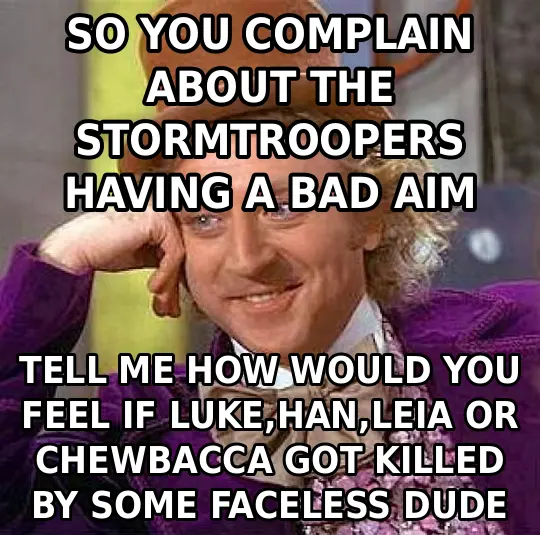 SO YOU COMPLAIN
ABOUT THE
STORMTROOPERS
HAVING A BAD AIM
TELL ME HOW WOULD YOU
FEEL IF LUKE,HAN,LEIA OR
CHEWBACCA GOT KILLED
BY SOME FACELESS DUDE